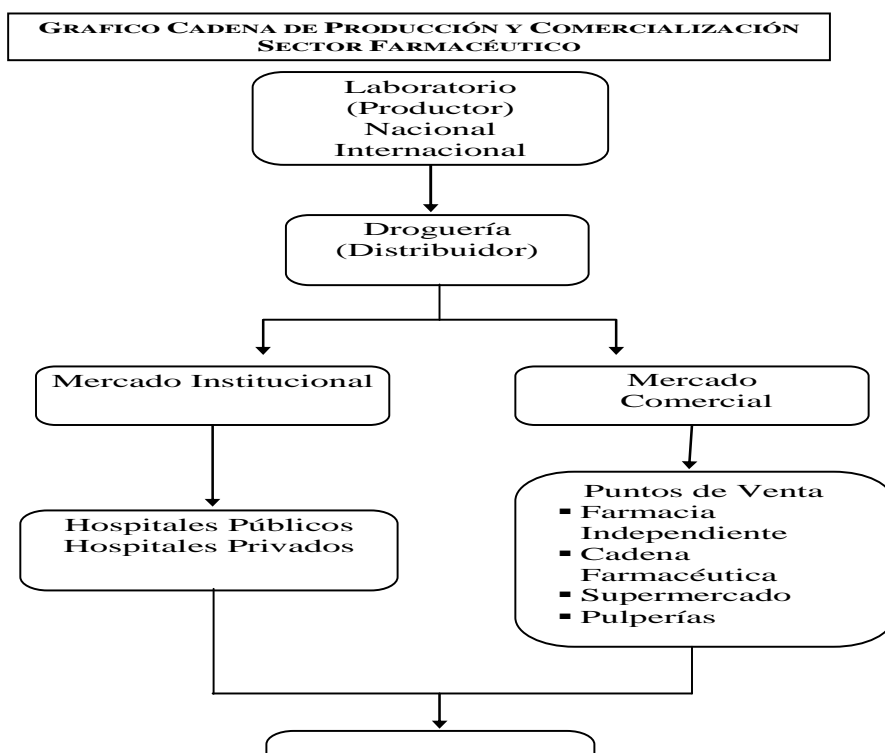 GRAFICO CADENA DE PRODUCCIÓN Y COMERCIALIZACIÓN
SECTOR FARMACÉUTICO
Laboratorio
(Productor)
Nacional
Internacional
Droguería
(Distribuidor)
Mercado Institucional
Mercado
Comercial
Hospitales Públicos
Hospitales Privados
Puntos de Venta
▪ Farmacia
Independiente
▪ Cadena
Farmacéutica
▪ Supermercado
▪ Pulperías